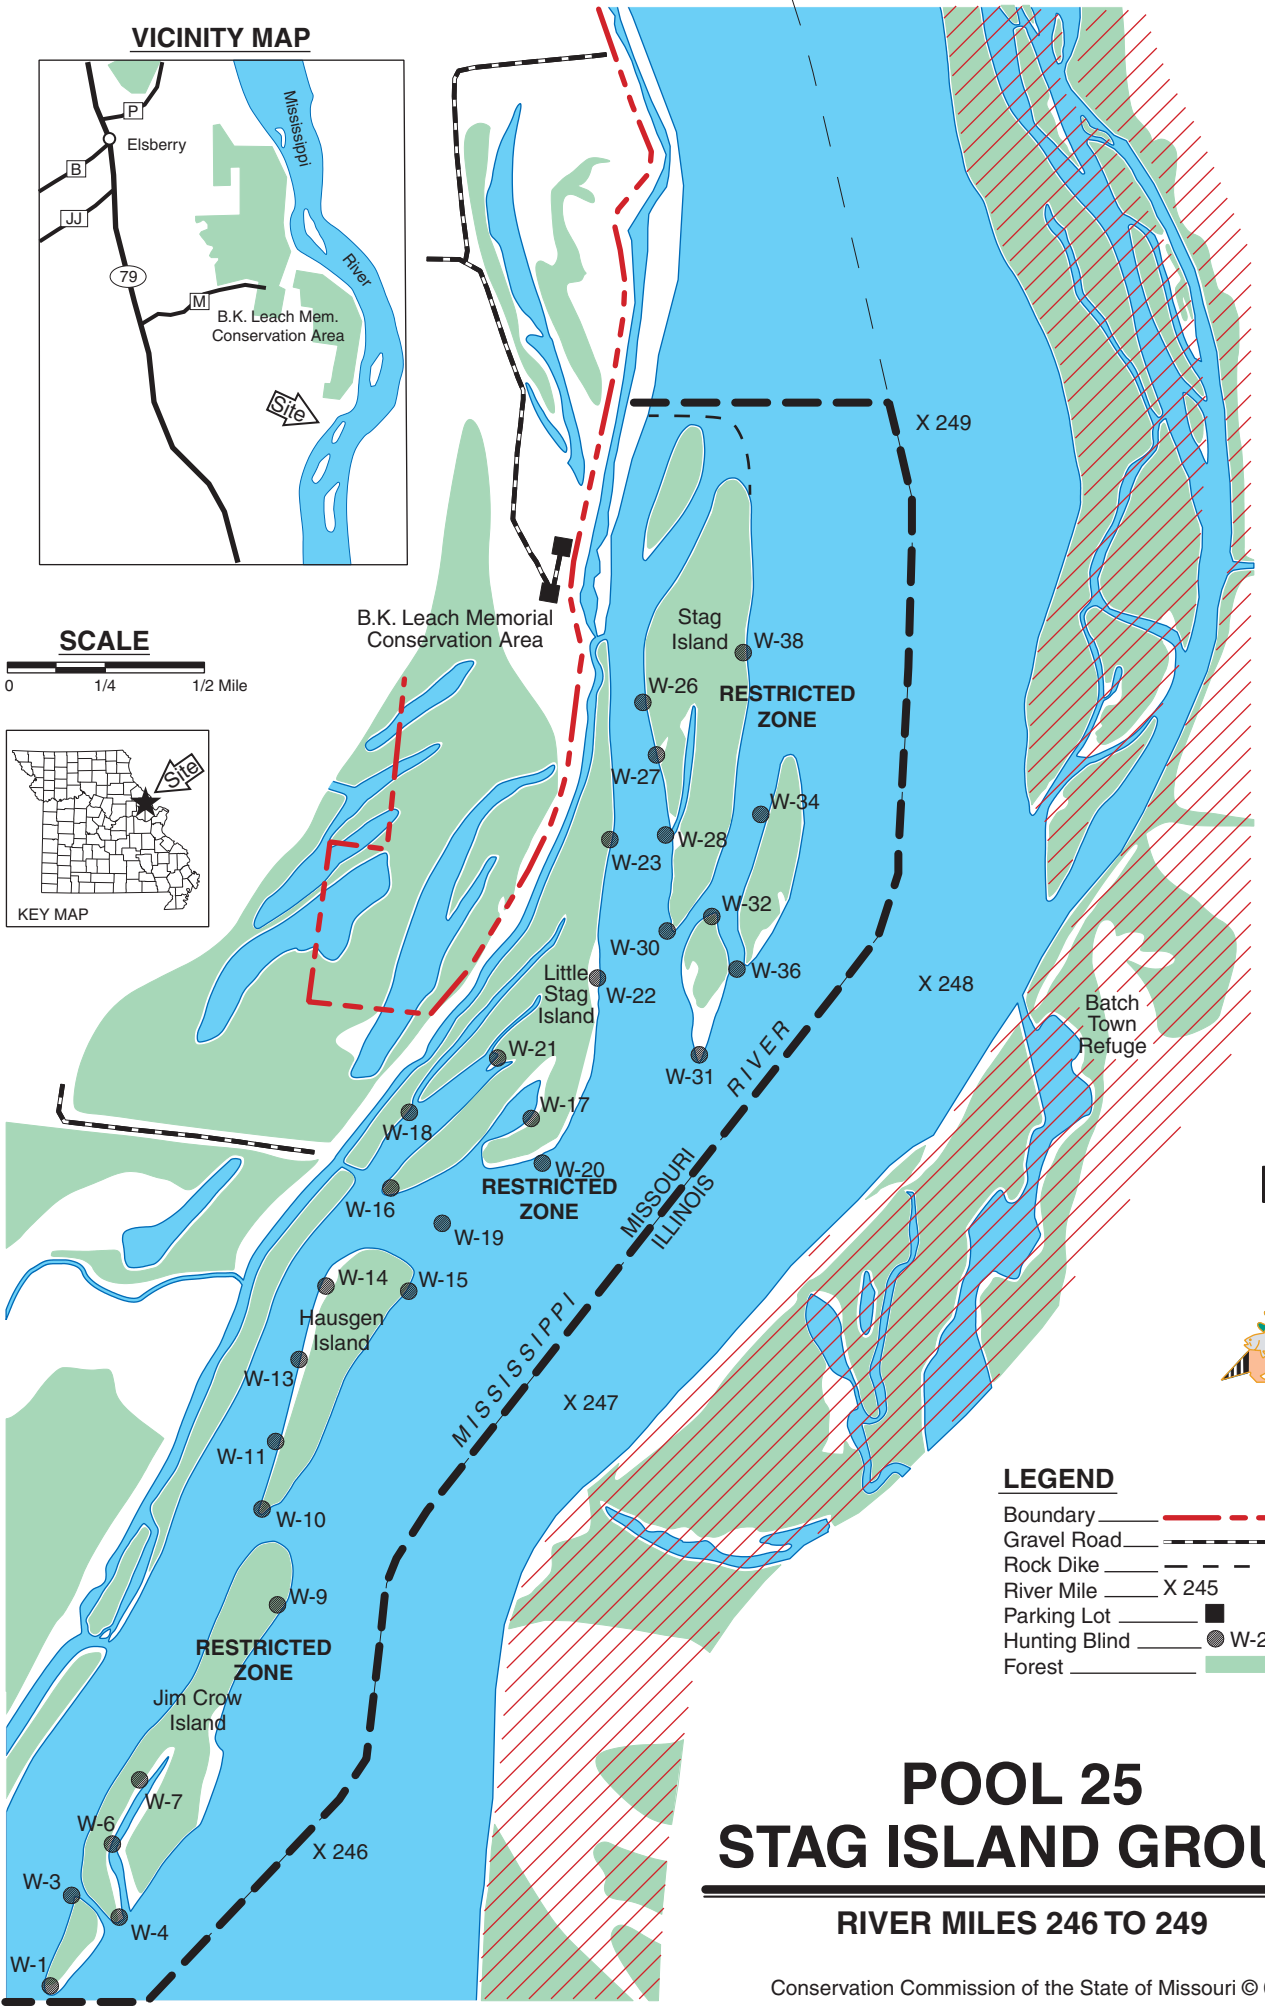 VICINITY MAP
P
Elsberry
B
JJ
79
M
Mississippi
River
B.K. Leach Mem.
Conservation Area
Site
SCALE
0 1/4 1/2 Mile
Site
KEY MAP
X 249
B.K. Leach Memorial
Conservation Area
Stag
Island
W-38
W-26
RESTRICTED
ZONE
W-27
W-34
W-28
W-23
W-32
W-30
W-36
Little
Stag
Island
W-22
X 248
Batch
Town
Refuge
W-21
W-31
RIVER
W-17
W-18
W-20
RESTRICTED
ZONE
W-16
MISSOURI
ILLINOIS
W-19
W-14
W-15
Hausgen
Island
MISSISSIPPI
W-13
X 247
W-11
W-10
W-9
RESTRICTED
ZONE
Jim Crow
Island
W-7
W-6
X 246
W-3
W-4
W-1
LEGEND
Boundary
Gravel Road
Rock Dike
River Mile X 245
Parking Lot
Hunting Blind W-2
Forest
POOL 25
STAG ISLAND GROU
RIVER MILES 246 TO 249
Conservation Commission of the State of Missouri ©